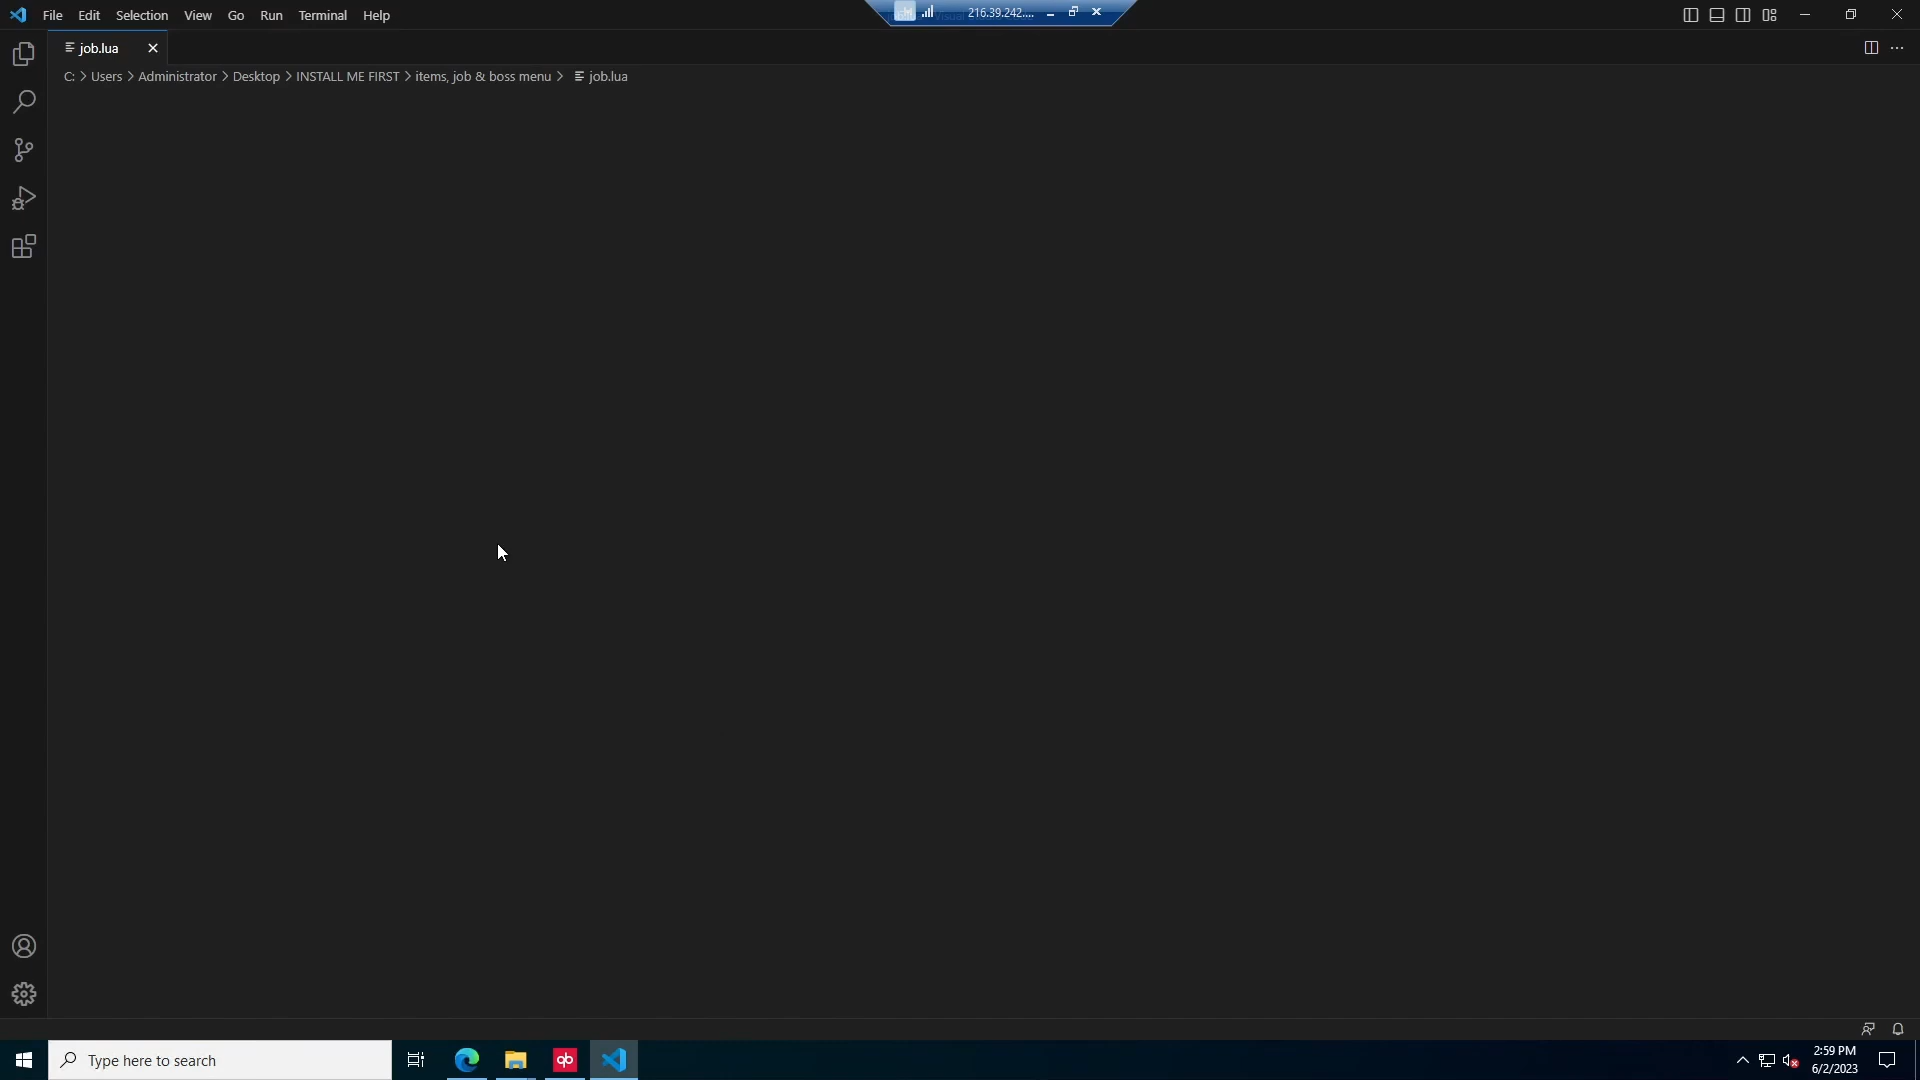 File Edit Selection View Go Run Terminal Help
216.39.242....
job.lua
C: > Users > Administrator > Desktop > INSTALL ME FIRST > items, job & boss menu > job.lua
Type here to search
qb
2:59 PM
6/2/2023